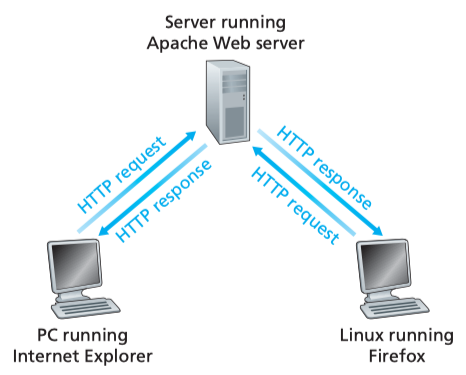 Server running
Apache Web server
HTTP request
HTTP response
HTTP response
HTTP request
PC running
Internet Explorer
Linux running
Firefox